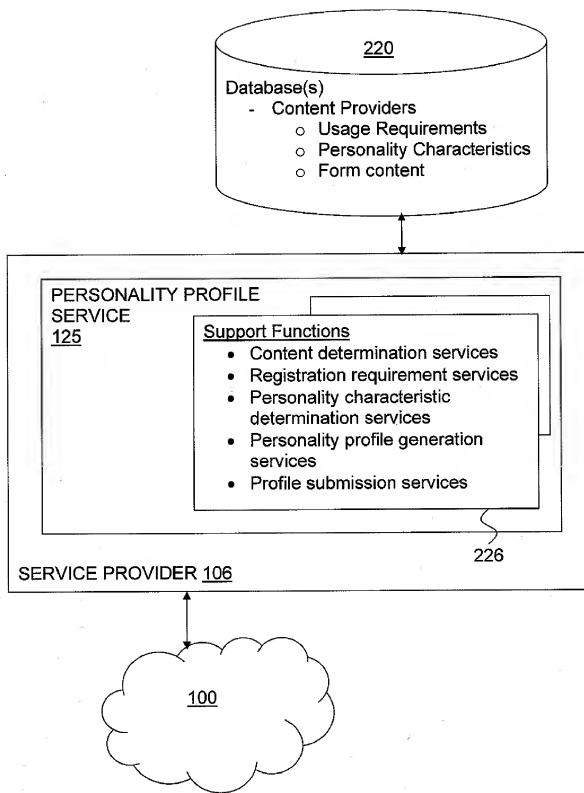 220
Database(s)
- Content Providers
o Usage Requirements
o Personality Characteristics
o Form content
PERSONALITY PROFILE
SERVICE
125
Support Functions
• Content determination services
• Registration requirement services
• Personality characteristic
determination services
• Personality profile generation
services
• Profile submission services
226
SERVICE PROVIDER 106
100